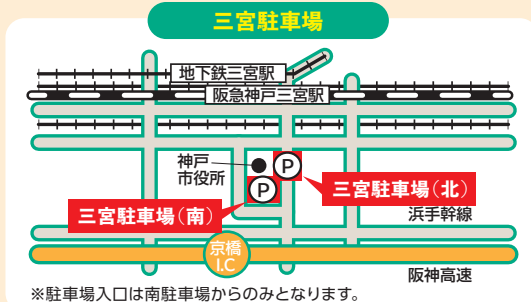 三宮駐車場
地下鉄三宮駅
阪急神戸三宮駅
神戸
市役所
P
P
三宮駐車場(北)
三宮駐車場(南)
浜手幹線
京橋
I.C
阪神高速
※駐車場入口は南駐車場からのみとなります。